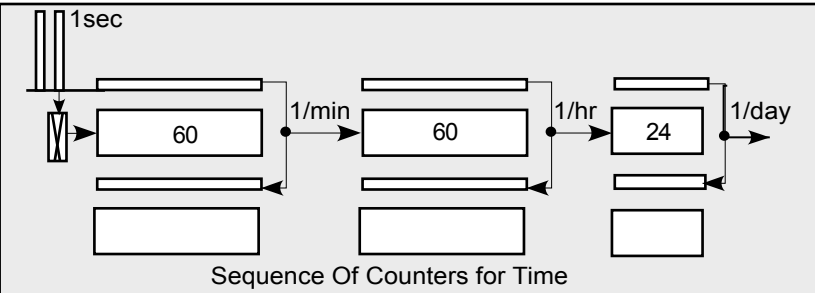 1sec
1/min
1/hr
1/day
60
60
24
Sequence Of Counters for Time